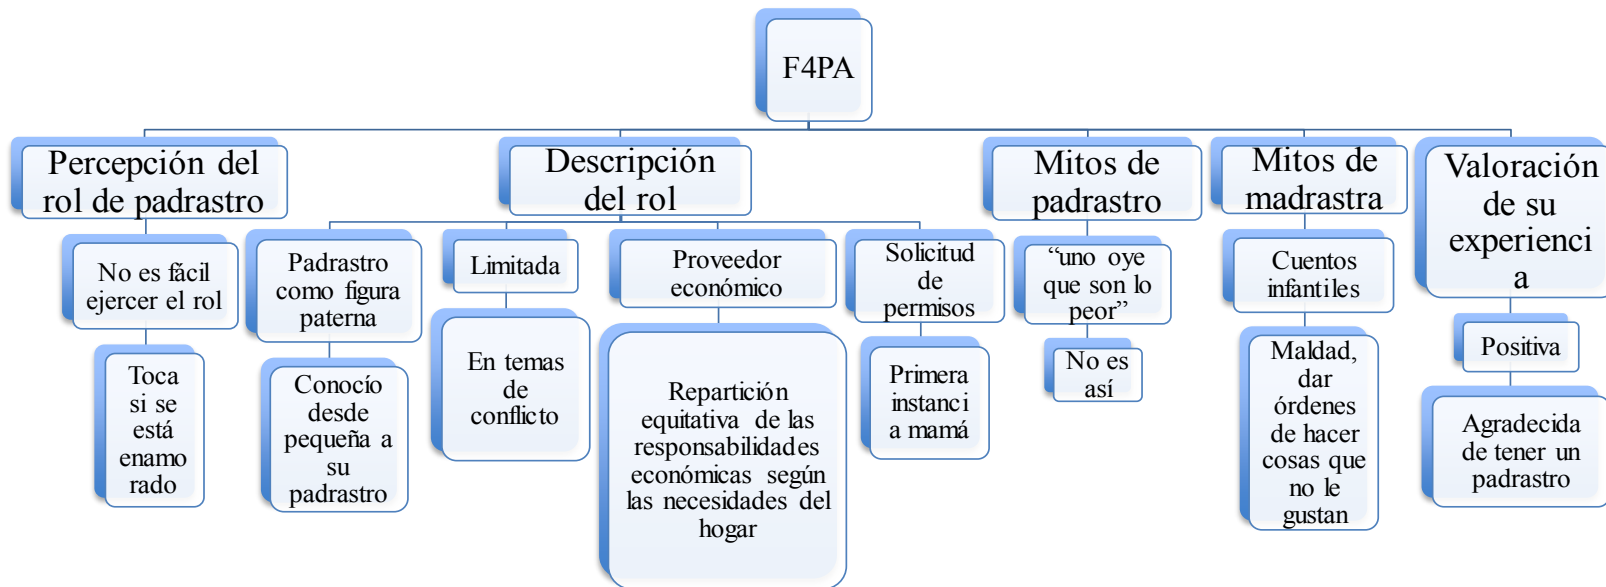 F4PA
Percepción del
rol de padrastro
No es fácil
ejercer el rol
Toca
si se
está
enamo
rado
Descripción
del rol
Padrastro
como figura
paterna
Conocío
desde
pequeña a
su
padrastro
Limitada
En temas
de
conflicto
Proveedor
económico
Repartición
equitativa de las
responsabilidades
económicas según
las necesidades del
hogar
Solicitud
de
permisos
Primera
instanci
a mamá
Mitos de
padrastro
“uno oye
que son lo
peor”
No es
así
Mitos de
madrastra
Cuentos
infantiles
Maldad,
dar
órdenes
de hacer
cosas que
no le
gustan
Valoración
de su
experienci
a
Positiva
Agradecida
de tener un
padrastro